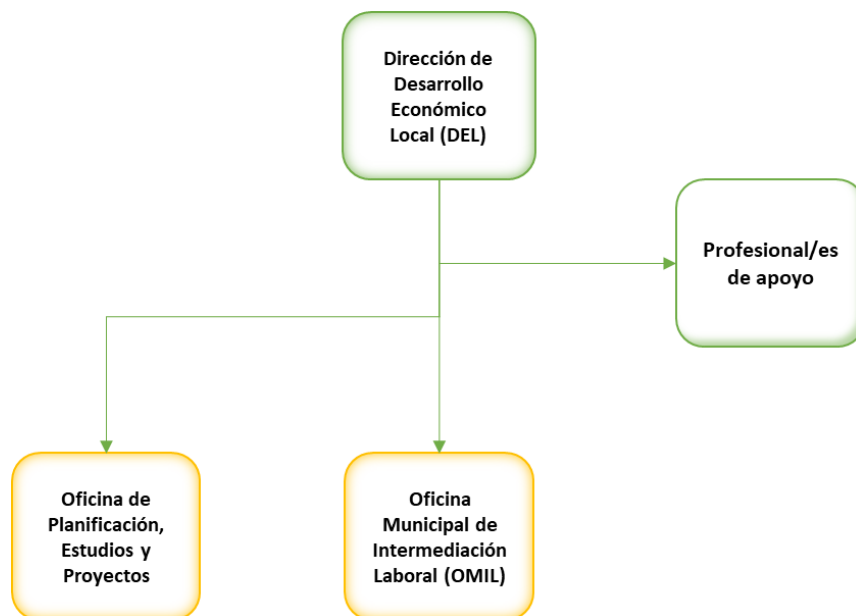 Dirección de
Desarrollo
Económico
Local (DEL)
Profesional/es
de apoyo
Oficina de
Planificación,
Estudios y
Proyectos
Oficina
Municipal de
Intermediación
Laboral (OMIL)